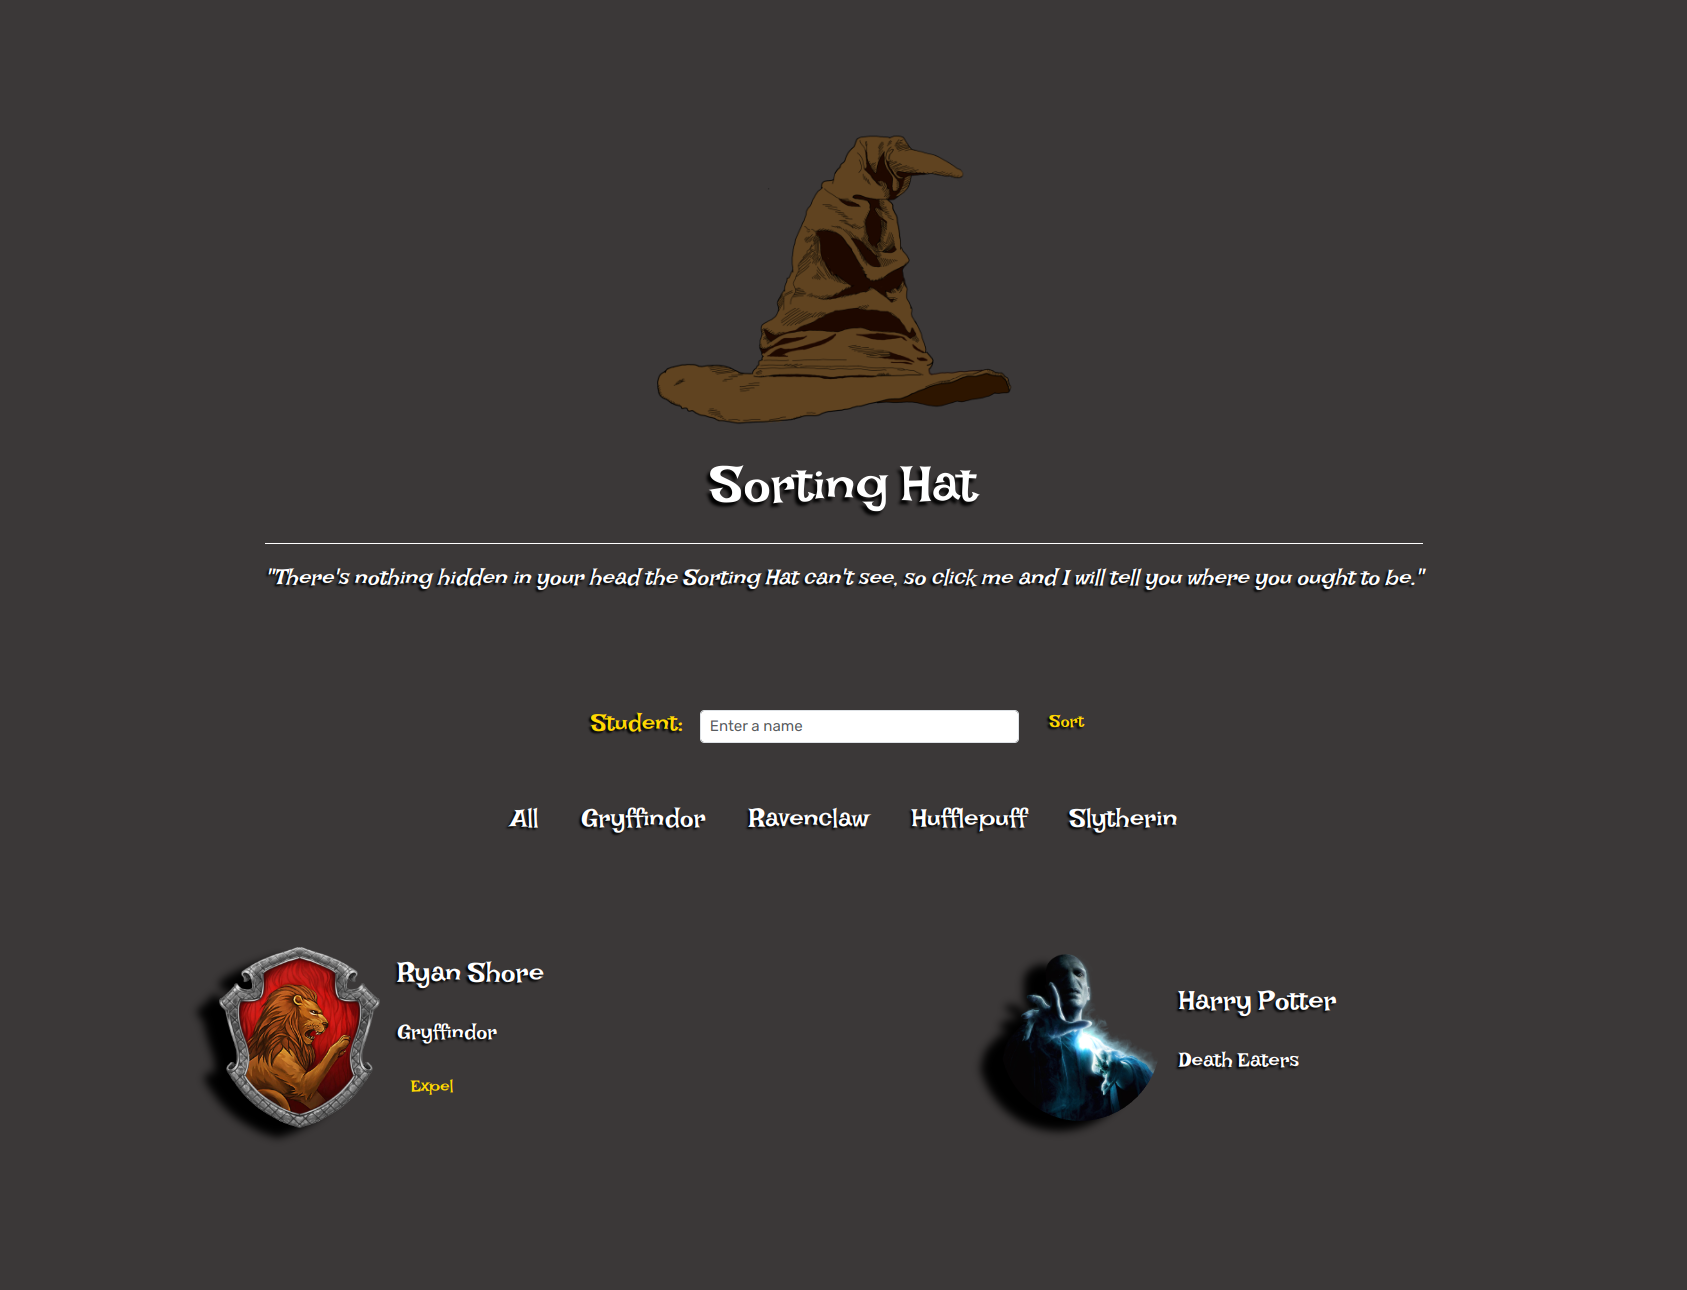 Sorting Hat
"There's nothing hidden in your head the Sorting Hat can't see, so click me and I will tell you where you ought to be."
Student: Enter a name Sort
All Gryffindor Ravenclaw Hufflepuff Slytherin
Ryan Shore
Gryffindor
Expel
Harry Potter
Death Eaters